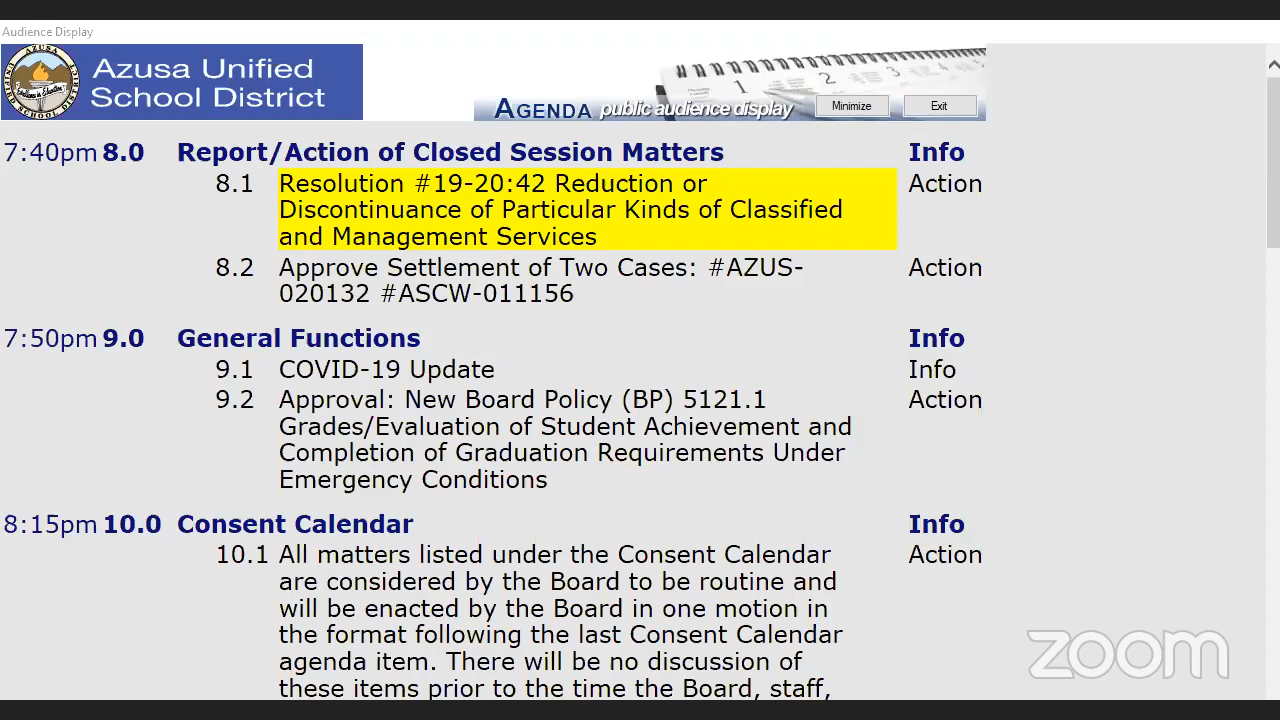 Audience Display
Azusa Unified
School District
AGENDA public audience display
Minimize
Exit
7:40pm 8.0 Report/Action of Closed Session Matters Info
8.1 Resolution #19-20:42 Reduction or Action
Discontinuance of Particular Kinds of Classified
and Management Services
8.2 Approve Settlement of Two Cases: #AZUS- Action
020132 #ASCW-011156
7:50pm 9.0 General Functions Info
9.1 COVID-19 Update Info
9.2 Approval: New Board Policy (BP) 5121.1 Action
Grades/Evaluation of Student Achievement and
Completion of Graduation Requirements Under
Emergency Conditions
8:15pm 10.0 Consent Calendar Info
10.1 All matters listed under the Consent Calendar Action
are considered by the Board to be routine and
will be enacted by the Board in one motion in
the format following the last Consent Calendar
agenda item. There will be no discussion of
these items prior to the time the Board, staff,
zoom